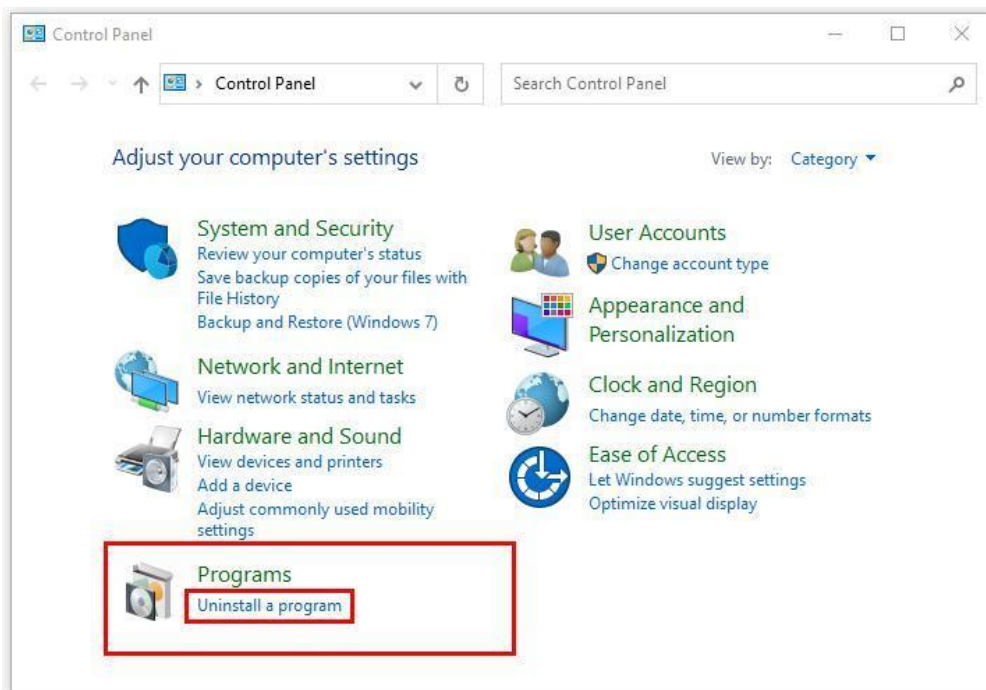 Control Panel
Control Panel
Search Control Panel
Adjust your computer's settings
View by: Category
System and Security
Review your computer's status
Save backup copies of your files with
File History
Backup and Restore (Windows 7)
Network and Internet
View network status and tasks
Hardware and Sound
View devices and printers
Add a device
Adjust commonly used mobility
settings
Programs
Uninstall a program
User Accounts
Change account type
Appearance and
Personalization
Clock and Region
Change date, time, or number formats
Ease of Access
Let Windows suggest settings
Optimize visual display